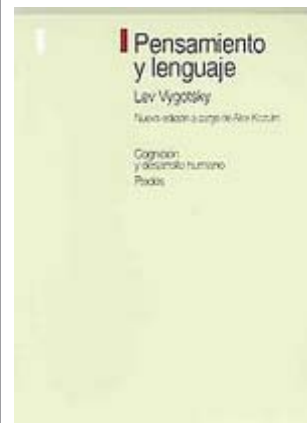 Pensamiento
y lenguaje
Lev Vygotsky
Nueva edición a cargo de Alex Kozulin
Cognición
y desarrollo humano
Paidós